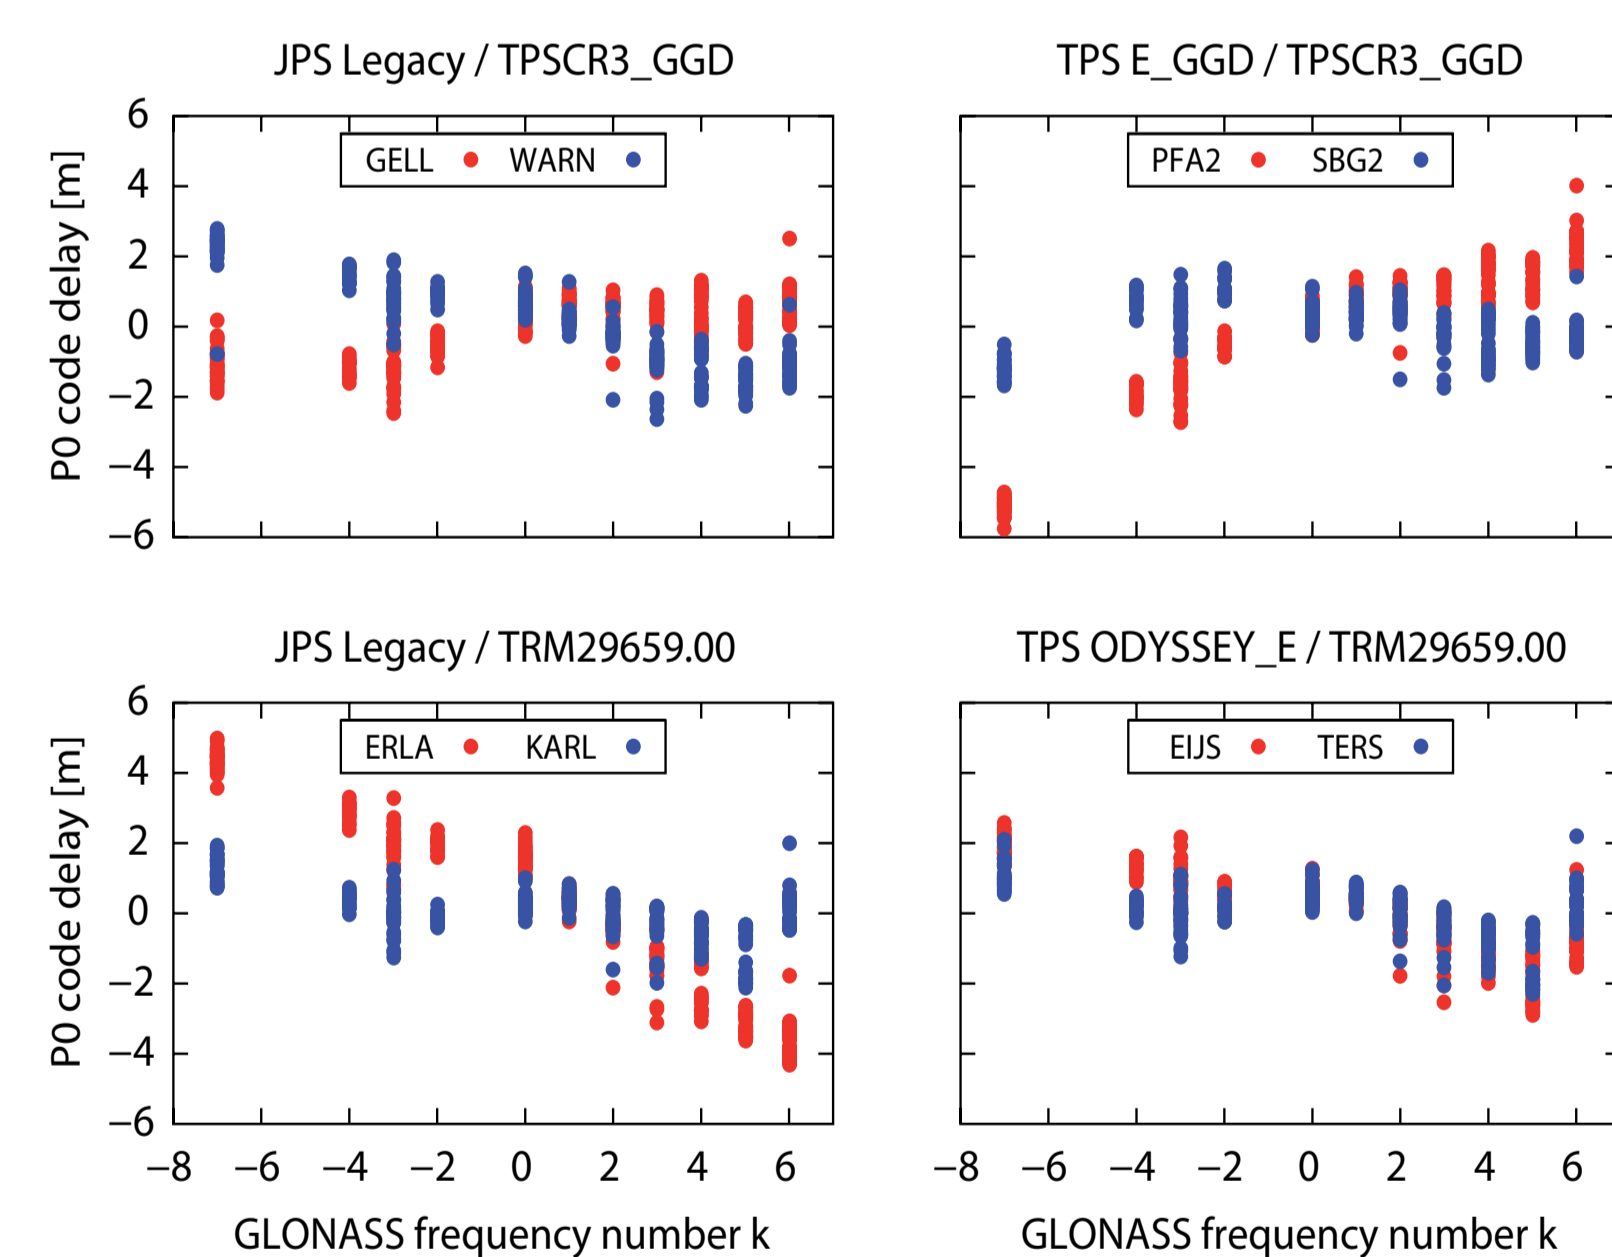 JPS Legacy / TPSCR3_GGD
TPS E_GGD / TPSCR3_GGD
6
4
2
0
−2
−4
−6
P0 code delay [m]
GELL WARN
PFA2 SBG2
JPS Legacy / TRM29659.00
TPS ODYSSEY_E / TRM29659.00
6
4
2
0
−2
−4
−6
P0 code delay [m]
ERLA KARL
EIJS TERS
−8 −6 −4 −2 0 2 4 6
−8 −6 −4 −2 0 2 4 6
GLONASS frequency number k
GLONASS frequency number k